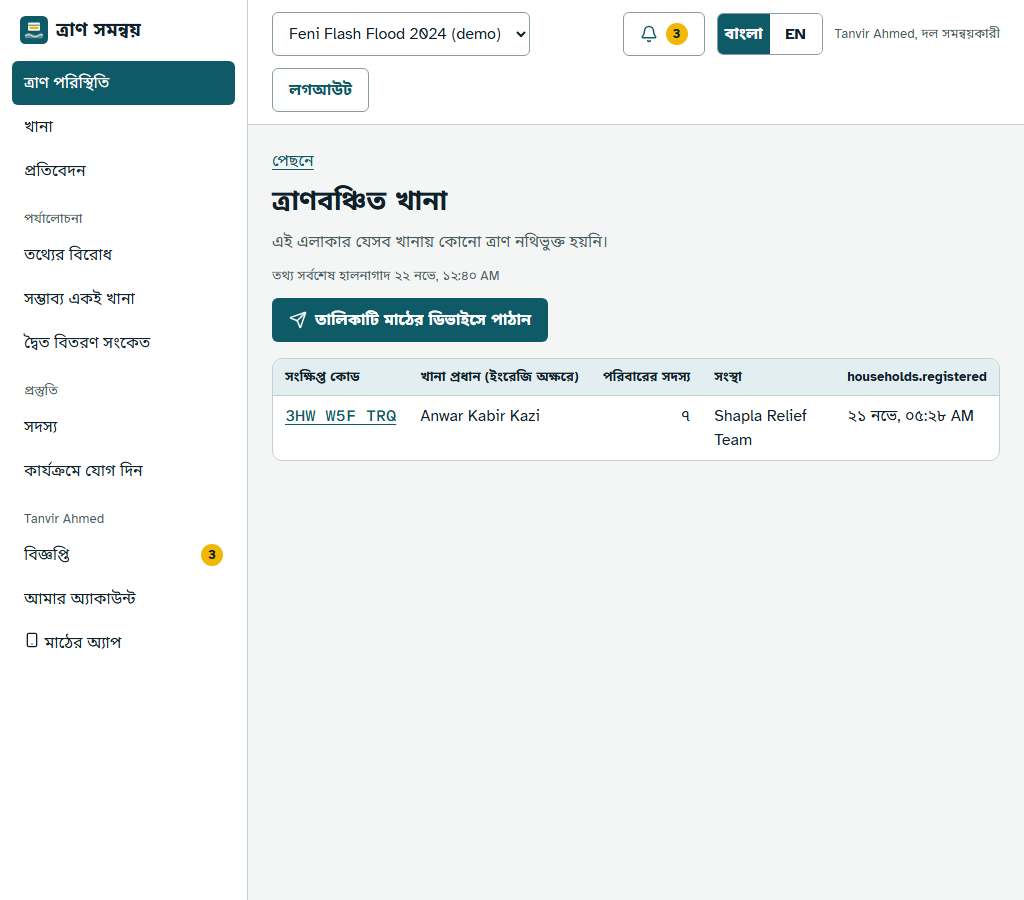 ত্রাণ সমন্বয়
ত্রাণ পরিস্থিতি
খানা
প্রতিবেদন
পর্যালোচনা
তথ্যের বিরোধ
সম্ভাব্য একই খানা
দ্বৈত বিতরণ সংকেত
প্রস্তুতি
সদস্য
কার্যক্রমে যোগ দিন
Tanvir Ahmed
বিজ্ঞপ্তি 3
আমার অ্যাকাউন্ট
মাঠের অ্যাপ
Feni Flash Flood 2024 (demo) 3 বাংলা EN Tanvir Ahmed, দল সমন্বয়কারী
লগআউট
পেছনে
ত্রাণবঞ্চিত খানা
এই এলাকার যেসব খানায় কোনো ত্রাণ নথিভুক্ত হয়নি।
তথ্য সর্বশেষ হালনাগাদ ২২ নভে, ১২:৪০ AM
তালিকাটি মাঠের ডিভাইসে পাঠান
সংক্ষিপ্ত কোড খানা প্রধান (ইংরেজি অক্ষরে) পরিবারের সদস্য সংস্থা households.registered
3HW W5F TRQ Anwar Kabir Kazi ৭ Shapla Relief Team ২১ নভে, ০৫:২৮ AM